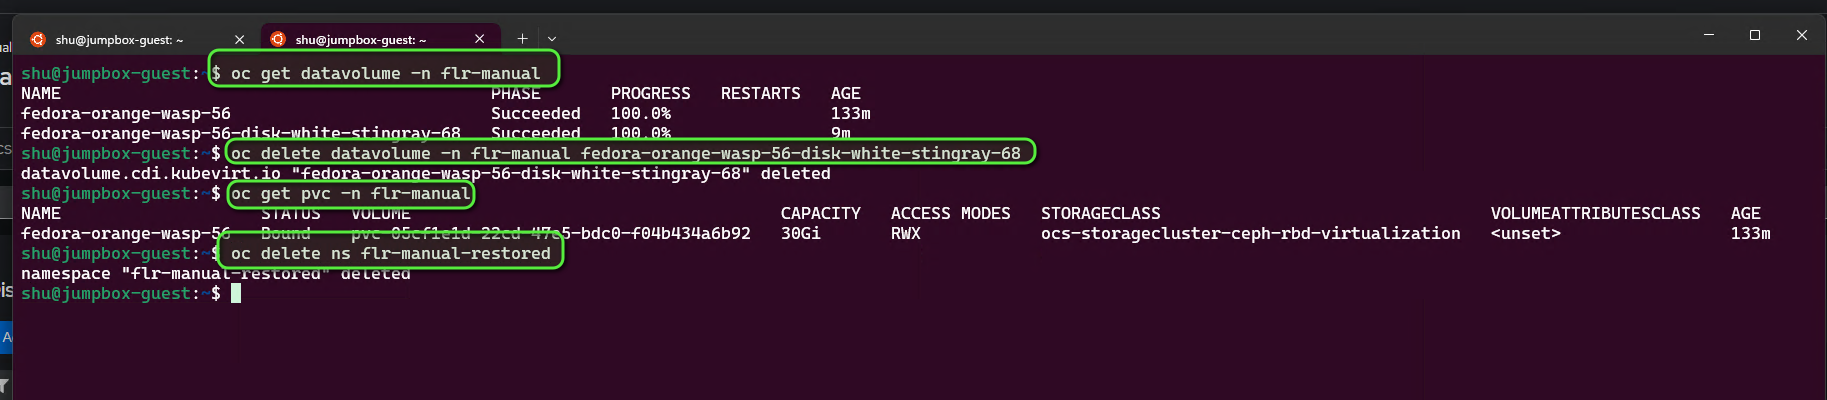 shu@jumpbox-guest: ~
shu@jumpbox-guest: ~
shu@jumpbox-guest:~$ oc get datavolume -n flr-manual
NAME PHASE PROGRESS RESTARTS AGE
fedora-orange-wasp-56 Succeeded 100.0% 133m
fedora-orange-wasp-56-disk-white-stingray-68 Succeeded 100.0% 9m
shu@jumpbox-guest:~$ oc delete datavolume -n flr-manual fedora-orange-wasp-56-disk-white-stingray-68
datavolume.cdi.kubevirt.io "fedora-orange-wasp-56-disk-white-stingray-68" deleted
shu@jumpbox-guest:~$ oc get pvc -n flr-manual
NAME STATUS VOLUME CAPACITY ACCESS MODES STORAGECLASS VOLUMEATTRIBUTESCLASS AGE
fedora-orange-wasp-56 Bound pvc-05cf1e1d-22cd-47e5-bdc0-f04b434a6b92 30Gi RWX ocs-storagecluster-ceph-rbd-virtualization <unset> 133m
shu@jumpbox-guest:~$ oc delete ns flr-manual-restored
namespace "flr-manual-restored" deleted
shu@jumpbox-guest:~$